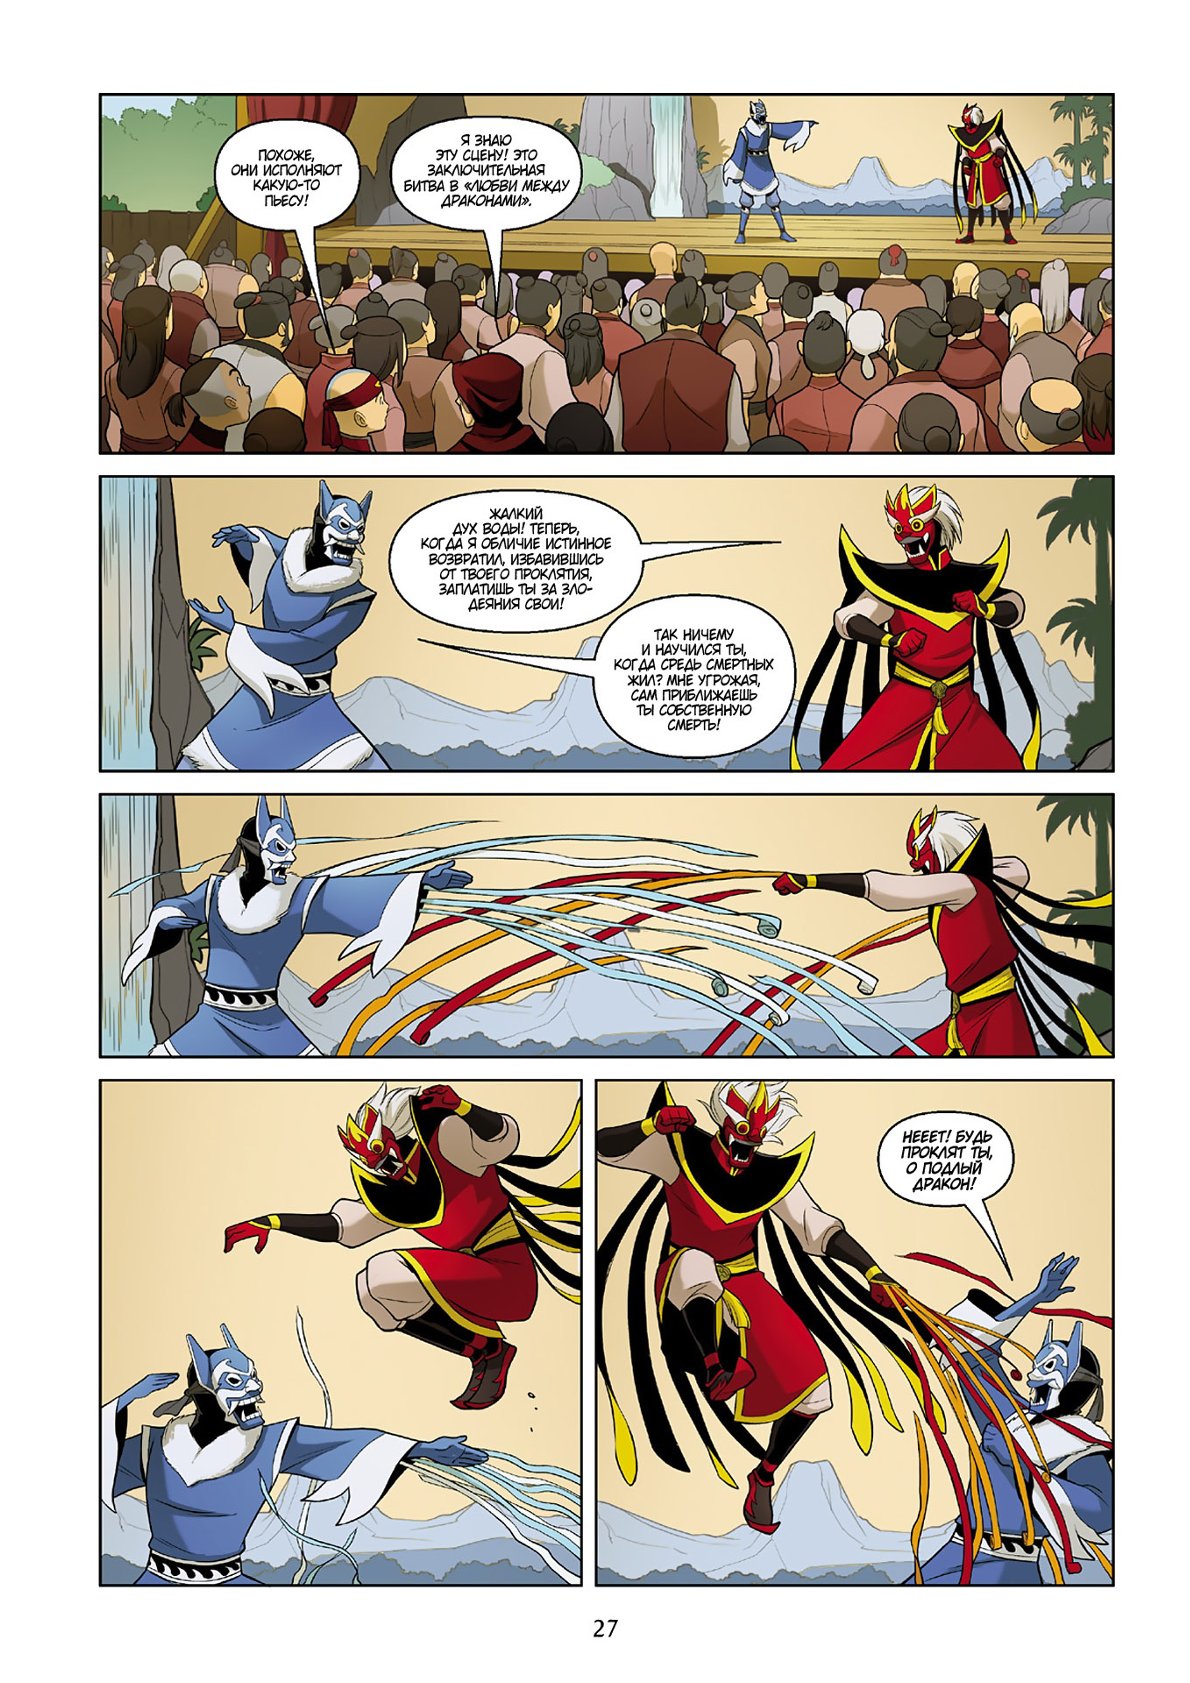 ПОХОЖЕ,
ОНИ ИСПОЛНЯЮТ
КАКУЮ-ТО
ПЬЕСУ!
Я ЗНАЮ
ЭТУ СЦЕНУ! ЭТО
ЗАКЛЮЧИТЕЛЬНАЯ
БИТВА В «ЛЮБВИ МЕЖДУ
ДРАКОНАМИ».
ЖАЛКИЙ
ДУХ ВОДЫ! ТЕПЕРЬ,
КОГДА Я ОБЛИЧИЕ ИСТИННОЕ
ВОЗВРАТИЛ, ИЗБАВИВШИСЬ
ОТ ТВОЕГО ПРОКЛЯТИЯ,
ЗАПЛАТИШЬ ТЫ ЗА ЗЛО-
ДЕЯНИЯ СВОИ!
ТАК НИЧЕМУ
И НАУЧИЛСЯ ТЫ,
КОГДА СРЕДЬ СМЕРТНЫХ
ЖИЛ? МНЕ УГРОЖАЯ,
САМ ПРИБЛИЖАЕШЬ
ТЫ СОБСТВЕННУЮ
СМЕРТЬ!
НЕЕЕТ! БУДЬ
ПРОКЛЯТ ТЫ,
О ПОДЛЫЙ
ДРАКОН!
27